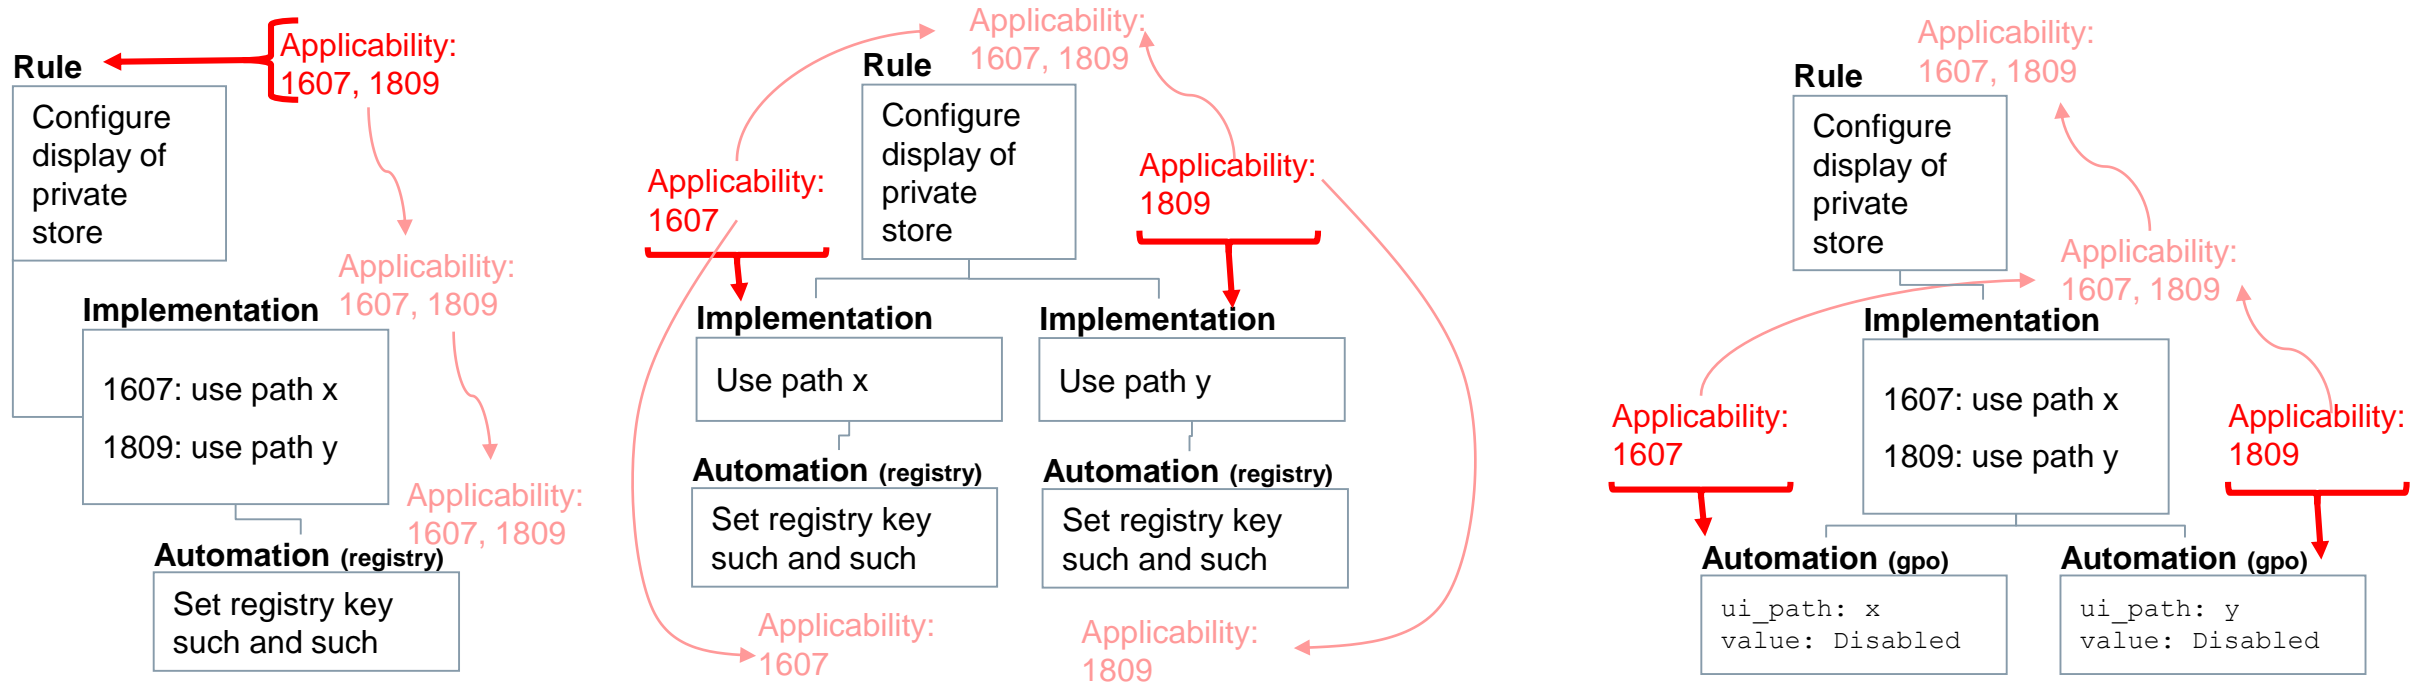 Applicability:
1607, 1809
Rule
Configure
display of
private
store
Applicability:
1607, 1809
Implementation
1607: use path x
1809: use path y
Applicability:
1607, 1809
Automation (registry)
Set registry key
such and such
Applicability:
1607, 1809
Rule
Configure
display of
private
store
Applicability:
1607
Applicability:
1809
Implementation
Use path x
Implementation
Use path y
Automation (registry)
Set registry key
such and such
Automation (registry)
Set registry key
such and such
Applicability:
1607
Applicability:
1809
Applicability:
1607, 1809
Rule
Configure
display of
private
store
Applicability:
1607, 1809
Implementation
1607: use path x
1809: use path y
Applicability:
1607
Applicability:
1809
Automation (gpo)
ui_path: x
value: Disabled
Automation (gpo)
ui_path: y
value: Disabled